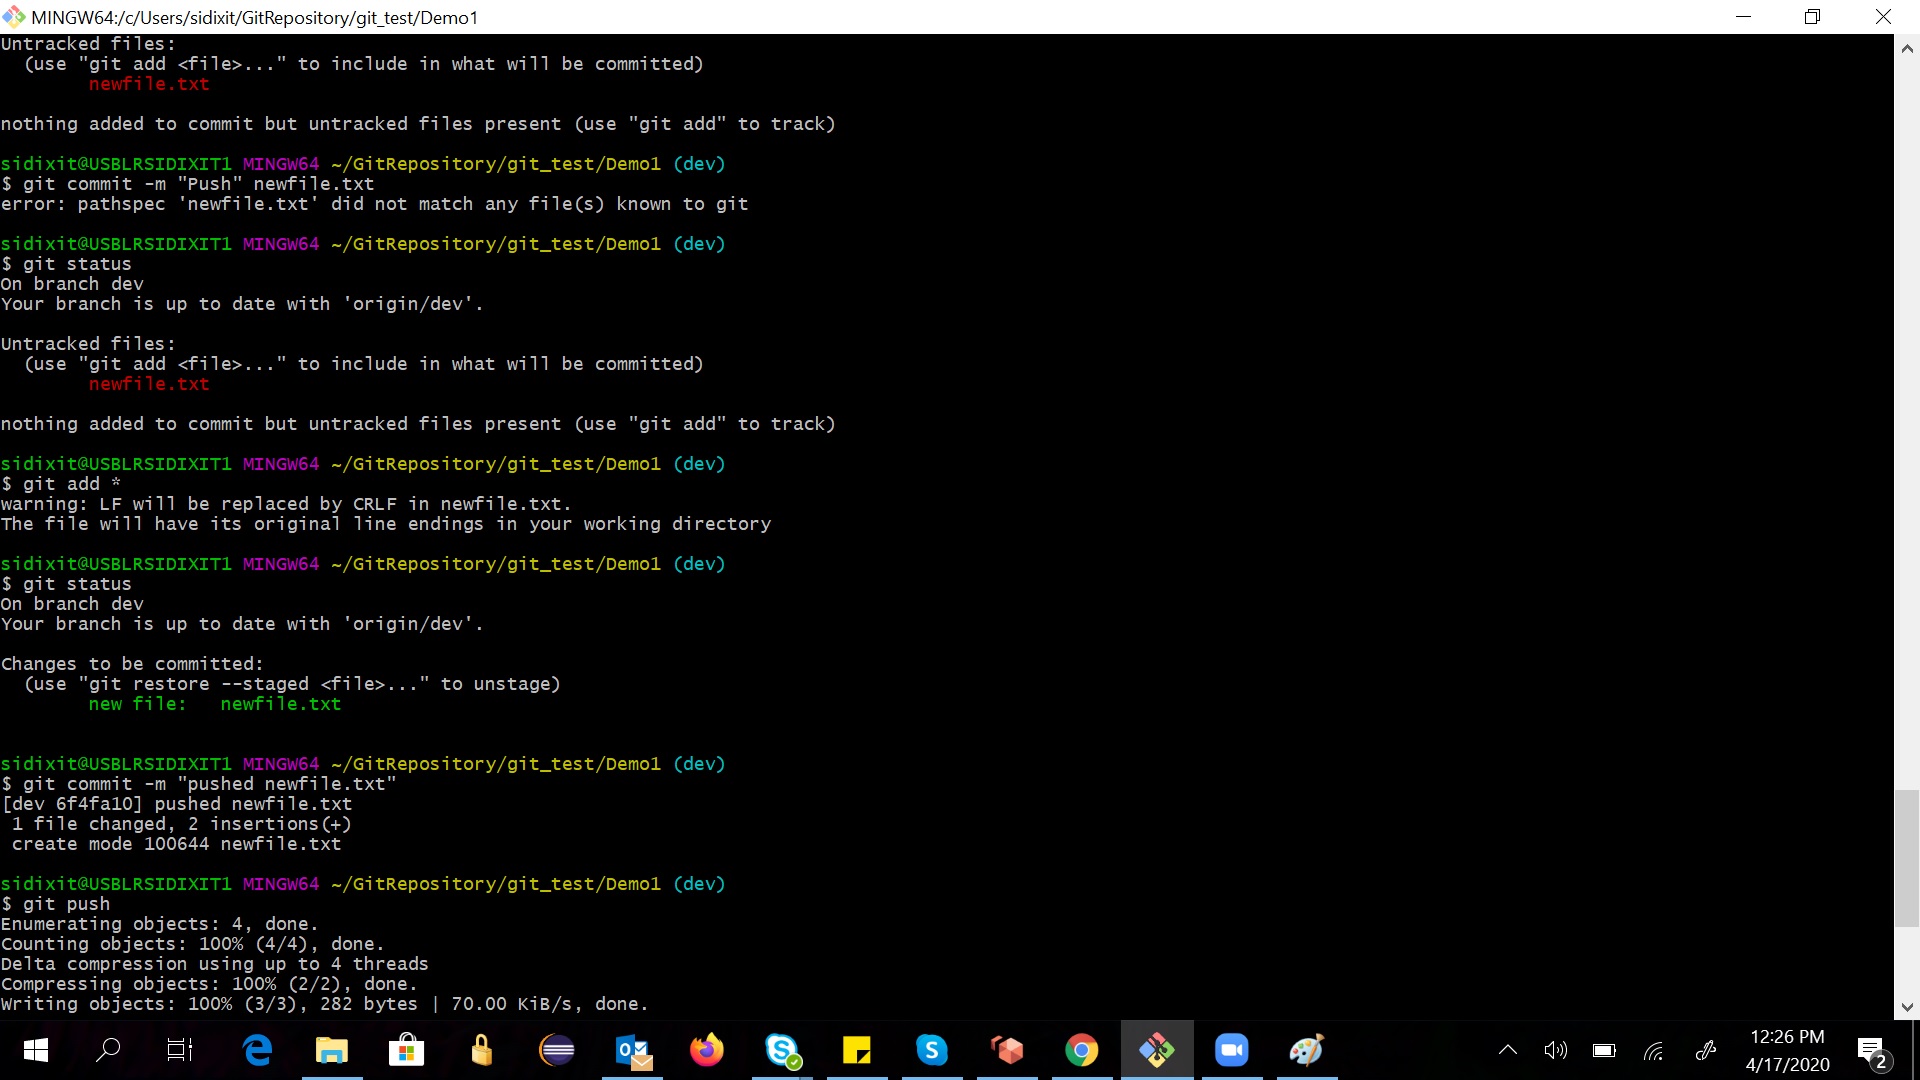 MINGW64:/c/Users/sidixit/GitRepository/git_test/Demo1
Untracked files:
  (use "git add <file>..." to include in what will be committed)
        newfile.txt
nothing added to commit but untracked files present (use "git add" to track)
sidixit@USBLRSIDIXIT1 MINGW64 ~/GitRepository/git_test/Demo1 (dev)
$ git commit -m "Push" newfile.txt
error: pathspec 'newfile.txt' did not match any file(s) known to git
sidixit@USBLRSIDIXIT1 MINGW64 ~/GitRepository/git_test/Demo1 (dev)
$ git status
On branch dev
Your branch is up to date with 'origin/dev'.
Untracked files:
  (use "git add <file>..." to include in what will be committed)
        newfile.txt
nothing added to commit but untracked files present (use "git add" to track)
sidixit@USBLRSIDIXIT1 MINGW64 ~/GitRepository/git_test/Demo1 (dev)
$ git add *
warning: LF will be replaced by CRLF in newfile.txt.
The file will have its original line endings in your working directory
sidixit@USBLRSIDIXIT1 MINGW64 ~/GitRepository/git_test/Demo1 (dev)
$ git status
On branch dev
Your branch is up to date with 'origin/dev'.
Changes to be committed:
  (use "git restore --staged <file>..." to unstage)
        new file:   newfile.txt
sidixit@USBLRSIDIXIT1 MINGW64 ~/GitRepository/git_test/Demo1 (dev)
$ git commit -m "pushed newfile.txt"
[dev 6f4fa10] pushed newfile.txt
 1 file changed, 2 insertions(+)
 create mode 100644 newfile.txt
sidixit@USBLRSIDIXIT1 MINGW64 ~/GitRepository/git_test/Demo1 (dev)
$ git push
Enumerating objects: 4, done.
Counting objects: 100% (4/4), done.
Delta compression using up to 4 threads
Compressing objects: 100% (2/2), done.
Writing objects: 100% (3/3), 282 bytes | 70.00 KiB/s, done.
12:26 PM
4/17/2020
2